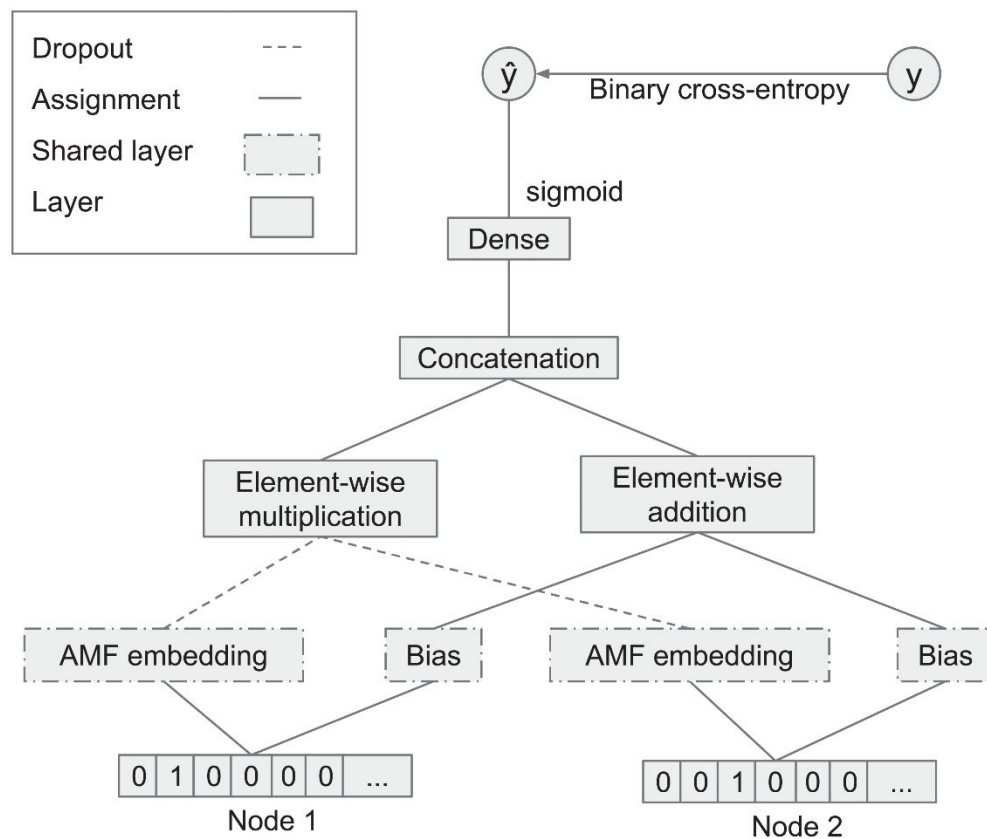 Dropout
Assignment
Shared layer
Layer
ŷ
y
Binary cross-entropy
sigmoid
Dense
Concatenation
Element-wise
multiplication
Element-wise
addition
AMF embedding
Bias
AMF embedding
Bias
0 1 0 0 0 0 ...
Node 1
0 0 1 0 0 0 ...
Node 2